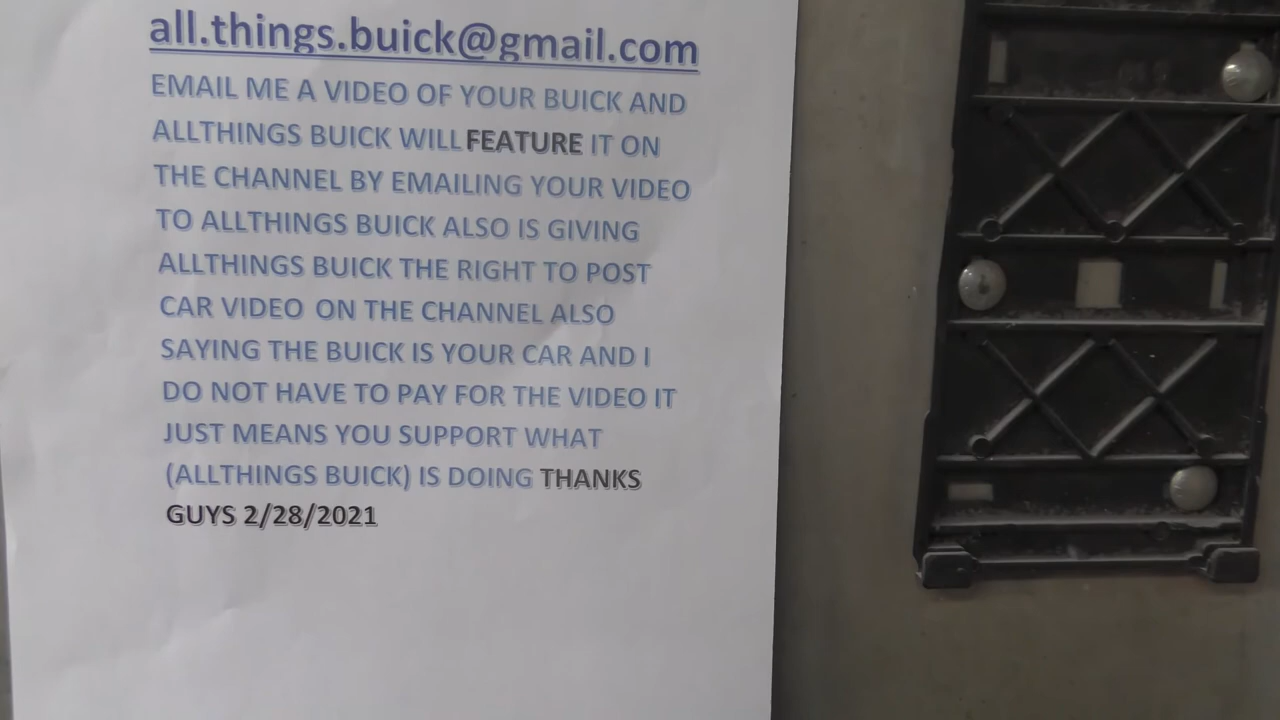 all.things.buick@gmail.com
EMAIL ME A VIDEO OF YOUR BUICK AND
ALLTHINGS BUICK WILL FEATURE IT ON
THE CHANNEL BY EMAILING YOUR VIDEO
TO ALLTHINGS BUICK ALSO IS GIVING
ALLTHINGS BUICK THE RIGHT TO POST
CAR VIDEO ON THE CHANNEL ALSO
SAYING THE BUICK IS YOUR CAR AND I
DO NOT HAVE TO PAY FOR THE VIDEO IT
JUST MEANS YOU SUPPORT WHAT
(ALLTHINGS BUICK) IS DOING THANKS
GUYS 2/28/2021